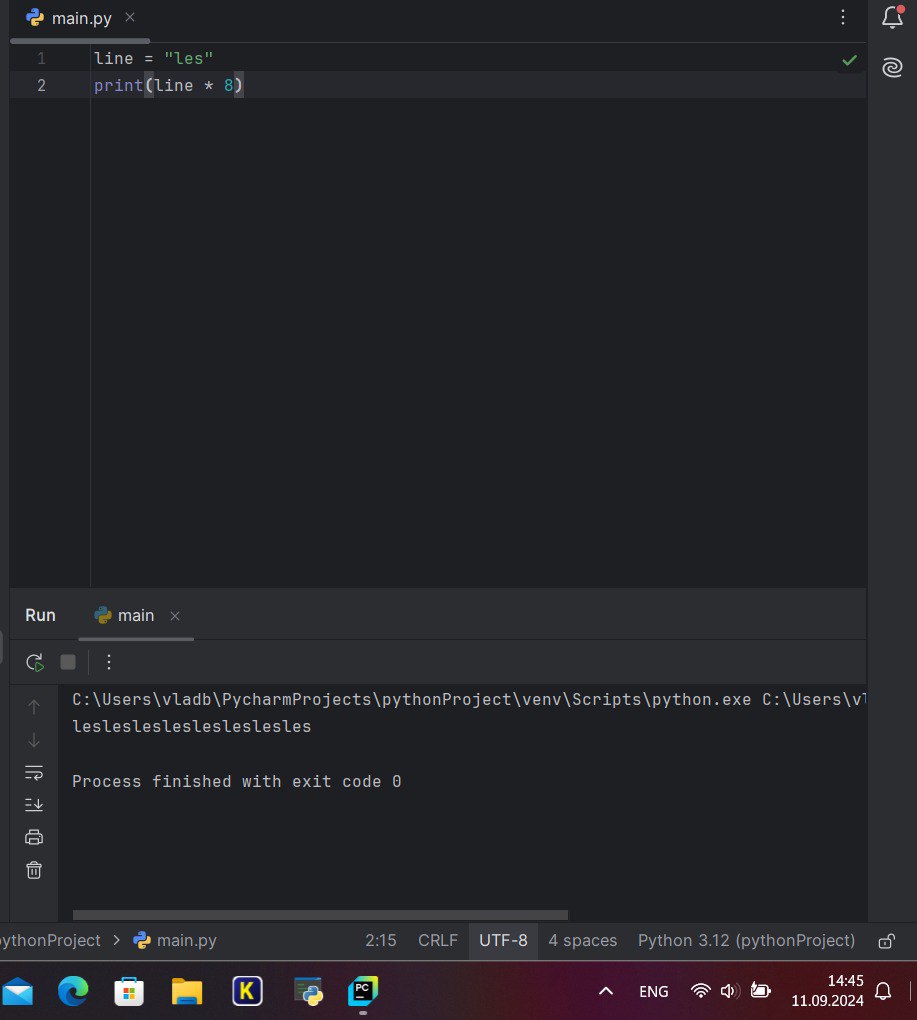 main.py
1 line = "les"
2 print(line * 8)
Run main
C:\Users\vladb\PycharmProjects\pythonProject\venv\Scripts\python.exe C:\Users\
leslesleslesleslesleslesles
Process finished with exit code 0
ythonProject > main.py 2:15 CRLF UTF-8 4 spaces Python 3.12 (pythonProject)
K PC ENG 14:45
11.09.2024